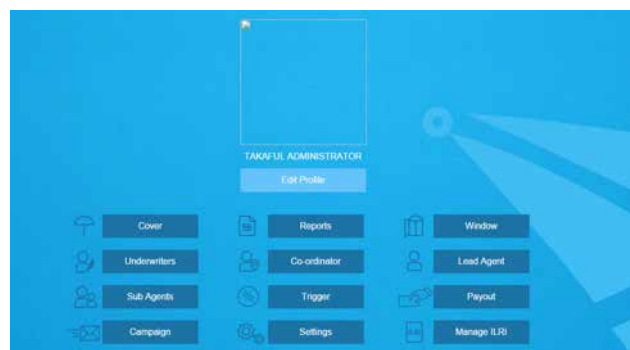 TAKAFUL ADMINISTRATOR
Edit Profile
Cover
Reports
Window
Underwriters
Co-ordinator
Lead Agent
Sub Agents
Trigger
Payout
Campaign
Settings
Manage ILRI